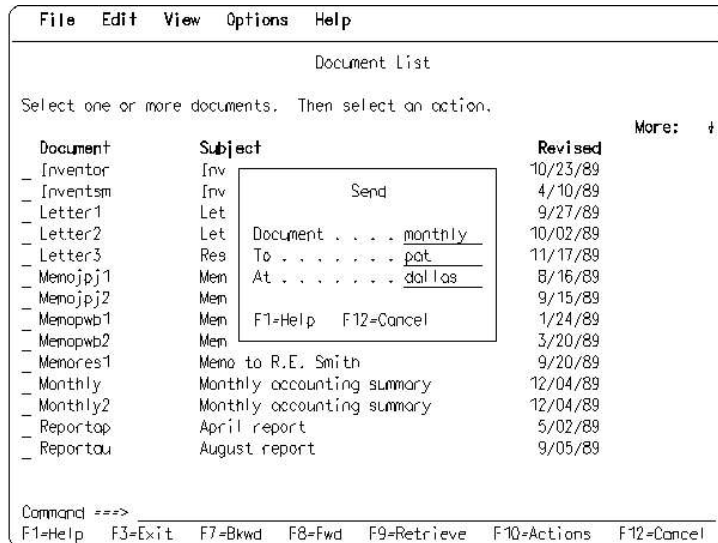 File Edit View Options Help
Document List
Select one or more documents. Then select an action.
More: ↓
Document Subject Revised
_ Inventor Inv 10/23/89
_ Inventsm Inv 4/10/89
_ Letter1 Let 9/27/89
_ Letter2 Let 10/02/89
_ Letter3 Res 11/17/89
_ Memojpj1 Mem 8/16/89
_ Memojpj2 Mem 9/15/89
_ Memopwb1 Mem 1/24/89
_ Memopwb2 Mem 3/20/89
_ Memores1 Memo to R.E. Smith 9/20/89
_ Monthly Monthly accounting summary 12/04/89
_ Monthly2 Monthly accounting summary 12/04/89
_ Reportap April report 5/02/89
_ Reportau August report 9/05/89
Send
Document . . . . monthly
To . . . . . . . pat
At . . . . . . . dallas
F1=Help F12=Cancel
Command ===>
F1=Help F3=Exit F7=Bkwd F8=Fwd F9=Retrieve F10=Actions F12=Cancel